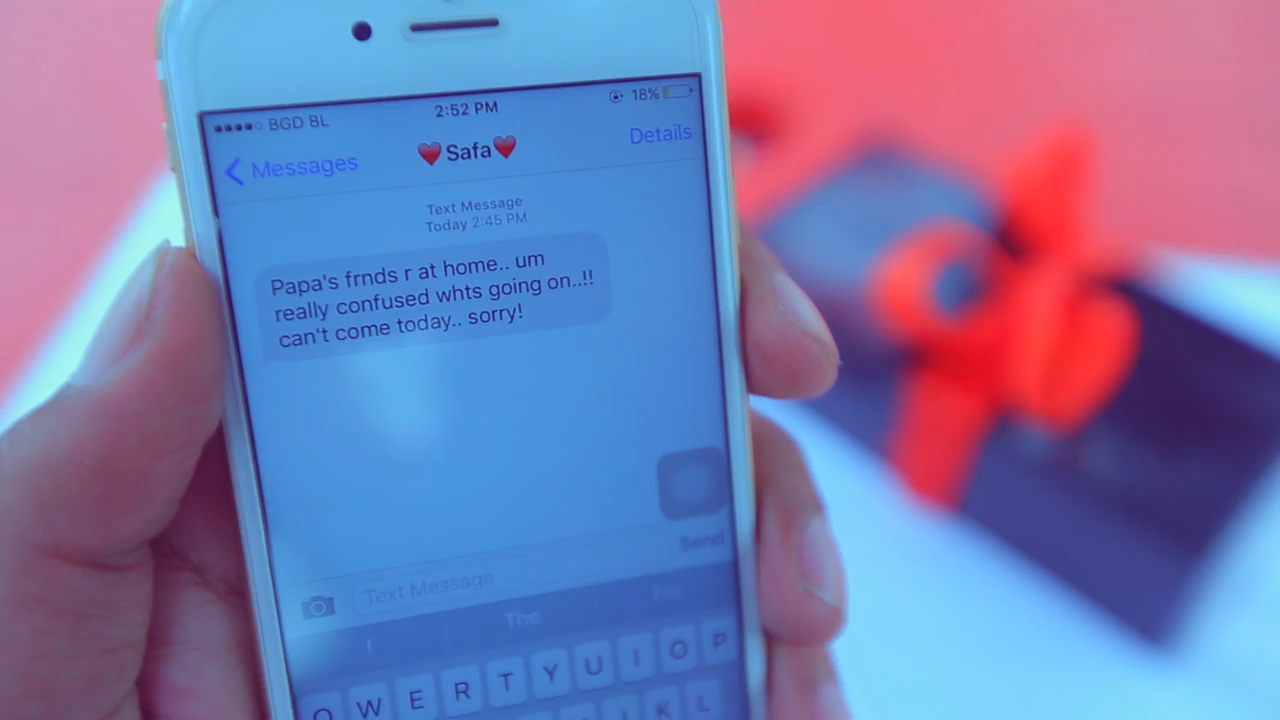 BGD BL 2:52 PM 18%
Messages ❤️Safa❤️ Details
Text Message
Today 2:45 PM
Papa's frnds r at home.. um
really confused whts going on..!!
can't come today.. sorry!
Send
Text Message
I The
Q W E R T Y U I O P
J K L